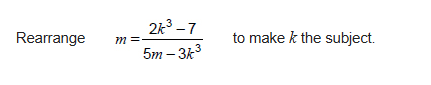 Rearrange m = (2k³ – 7)/(5m – 3k³) to make k the subject.